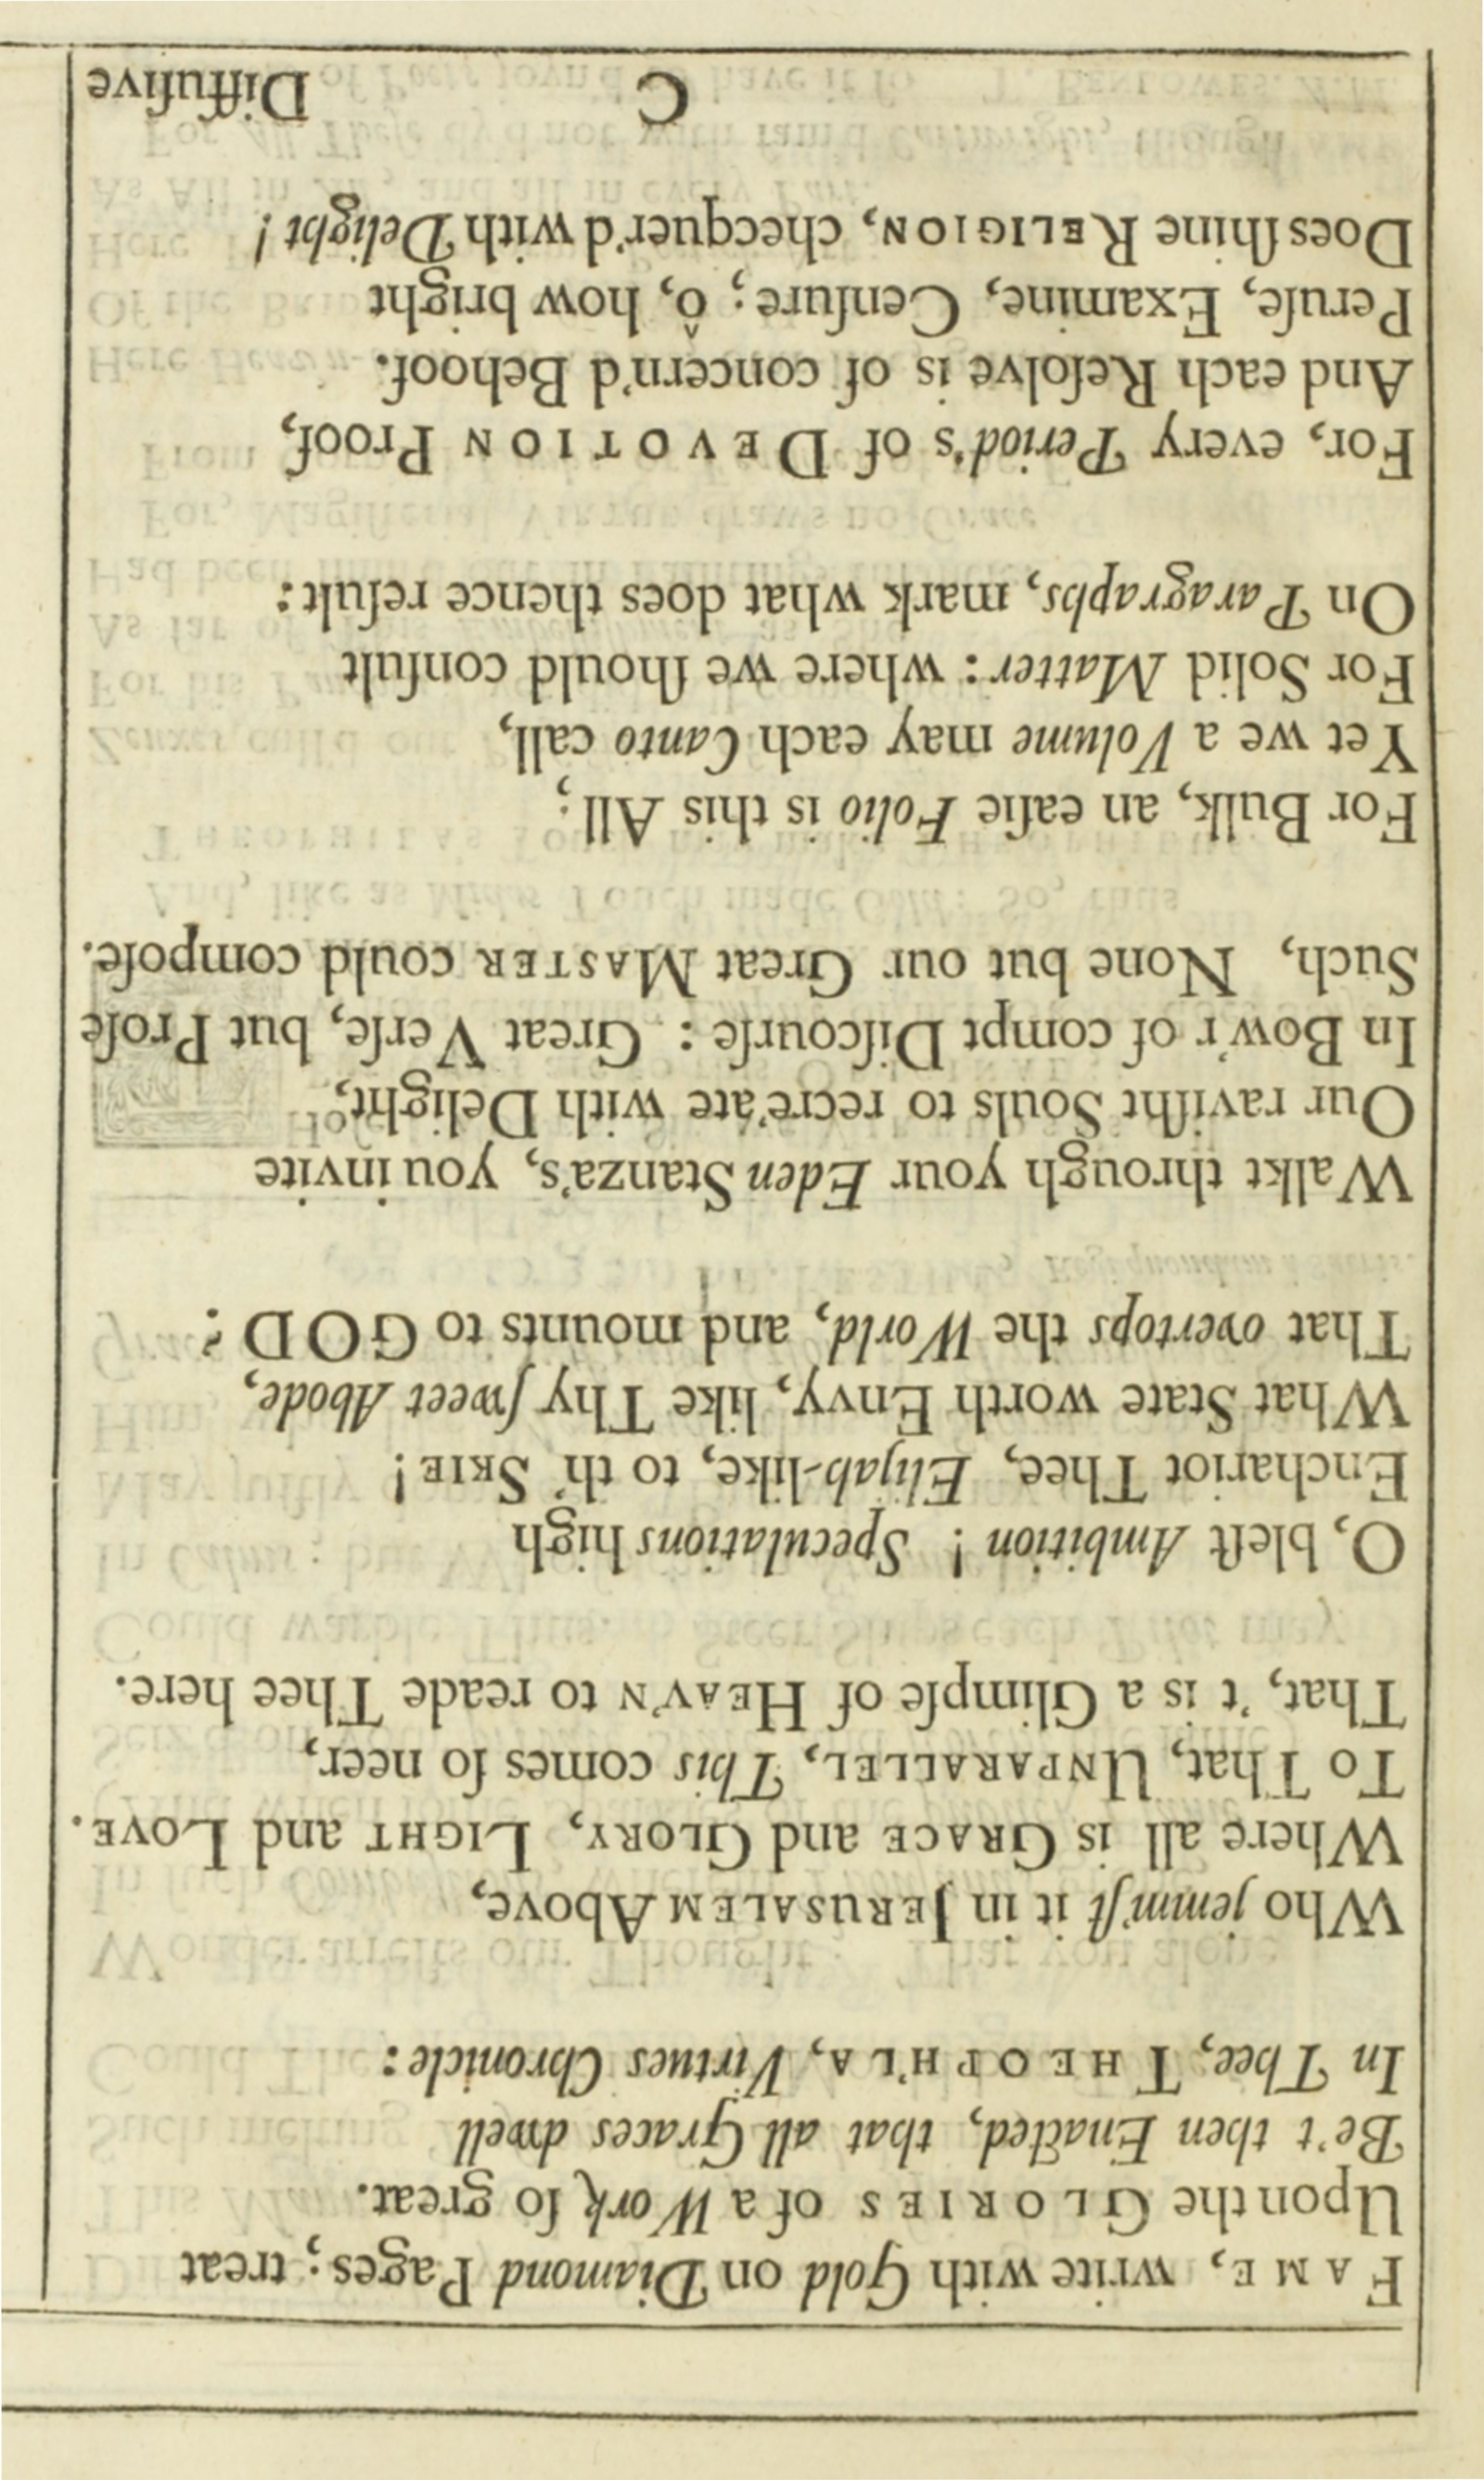 FAME, write with Gold on Diamond Pages; treat
Upon the GLORIES of a Work ſo great.
Be't then Enacted, that all Graces dwell
In Thee, THEOPH'LA, Virtues Chronicle:
Who jemm'ſt it in JERUSALEM Above,
Where all is GRACE and GLORY, LIGHT and LOVE.
To That, UNPARALLEL, This comes ſo neer,
That, 't is a Glimpſe of HEAV'N to reade Thee here.
O, bleſt Ambition! Speculations high
Enchariot Thee, Elijah-like, to th' SKIE!
What State worth Envy, like Thy ſweet Abode,
That overtops the World, and mounts to GOD?
Walkt through your Eden Stanza's, you invite
Our raviſht Souls to recre'ate with Delight,
In Bow'r of compt Diſcourſe: Great Verſe, but Proſe
Such, None but our Great MASTER could compoſe.
For Bulk, an eaſie Folio is this All;
Yet we a Volume may each Canto call,
For Solid Matter: where we ſhould conſult
On Paragraphs, mark what does thence reſult:
For, every Period's of DEVOTION Proof,
And each Reſolve is of concern'd Behoof.
Peruſe, Examine, Cenſure; ô, how bright
Does ſhine RELIGION, checquer'd with Delight!
C Diffuſive